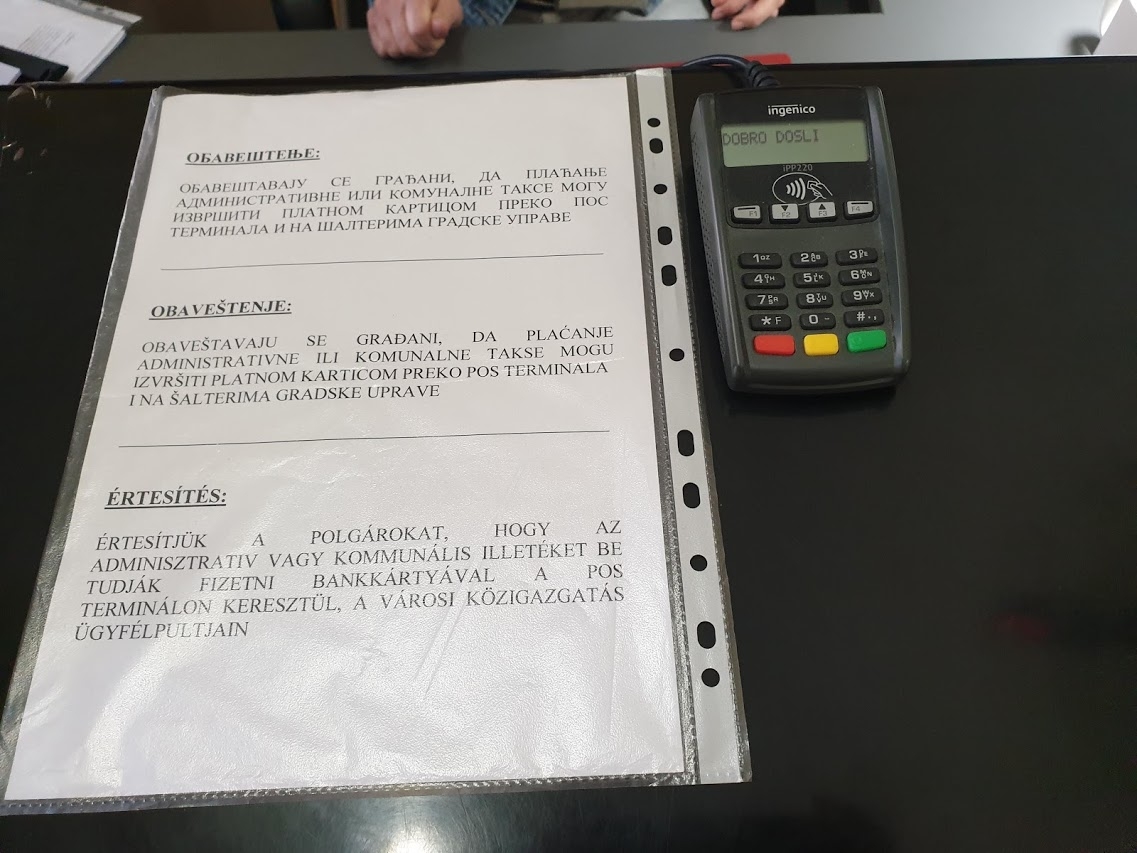 ОБАВЕШТЕЊЕ:
ОБАВЕШТАВАЈУ СЕ ГРАЂАНИ, ДА ПЛАЋАЊЕ
АДМИНИСТРАТИВНЕ ИЛИ КОМУНАЛНЕ ТАКСЕ МОГУ
ИЗВРШИТИ ПЛАТНОМ КАРТИЦОМ ПРЕКО ПОС
ТЕРМИНАЛА И НА ШАЛТЕРИМА ГРАДСКЕ УПРАВЕ
OBAVEŠTENJE:
OBAVEŠTAVAJU SE GRAĐANI, DA PLAĆANJE
ADMINISTRATIVNE ILI KOMUNALNE TAKSE MOGU
IZVRŠITI PLATNOM KARTICOM PREKO POS TERMINALA
I NA ŠALTERIMA GRADSKE UPRAVE
ÉRTESÍTÉS:
ÉRTESÍTJÜK A POLGÁROKAT, HOGY AZ
ADMINISZTRATIV VAGY KOMMUNÁLIS ILLETÉKET BE
TUDJÁK FIZETNI BANKKÁRTYÁVAL A POS
TERMINÁLON KERESZTÜL, A VÁROSI KÖZIGAZGATÁS
ÜGYFÉLPULTJAIN
ingenico
DOBRO DOSLI
iPP220
F1 F2 F3 F4
1 2 3
4 5 6
7 8 9
* F 0 #